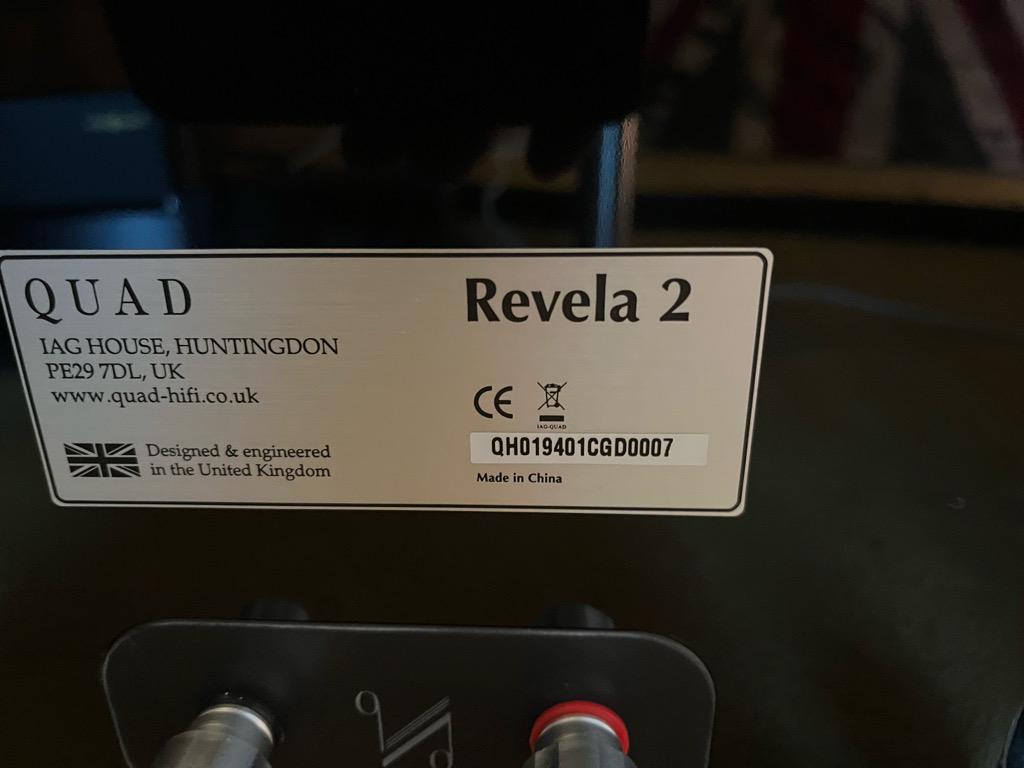 QUAD
Revela 2
IAG HOUSE, HUNTINGDON
PE29 7DL, UK
www.quad-hifi.co.uk
CE
IAG-QUAD
QH019401CGD0007
Designed & engineered
in the United Kingdom
Made in China